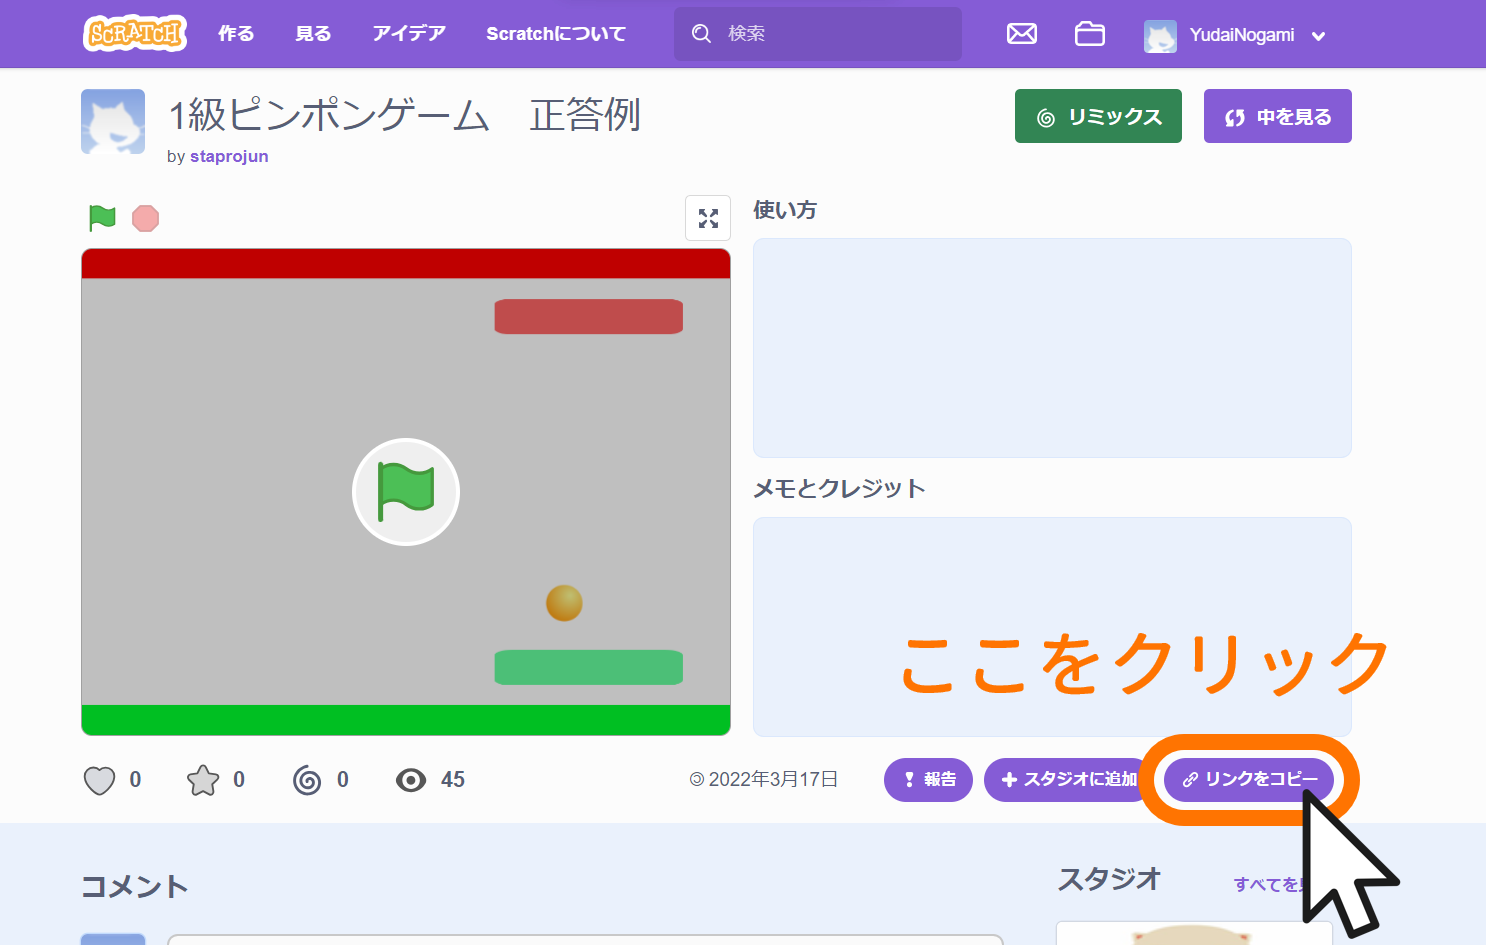 SCRATCH 作る 見る アイデア Scratchについて 検索 YudaiNogami
1級ピンポンゲーム　正答例
by staprojun
リミックス 中を見る
使い方
メモとクレジット
ここをクリック
0 0 0 45 2022年3月17日 報告 スタジオに追加 リンクをコピー
コメント
スタジオ すべてを